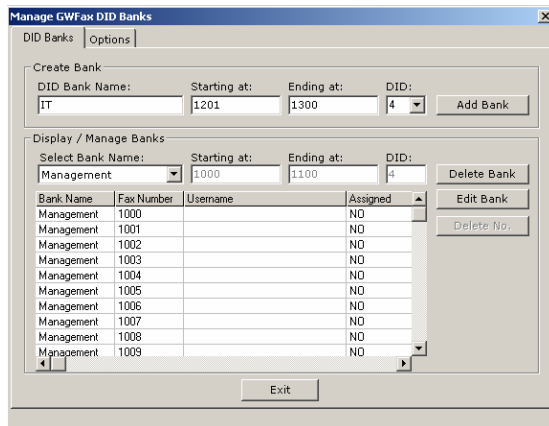 Manage GWFax DID Banks
DID Banks Options
Create Bank
DID Bank Name: Starting at: Ending at: DID:
IT 1201 1300 4 Add Bank
Display / Manage Banks
Select Bank Name: Starting at: Ending at: DID:
Management 1000 1100 4 Delete Bank
Bank Name Fax Number Username Assigned Edit Bank
Management 1000 NO
Management 1001 NO Delete No.
Management 1002 NO
Management 1003 NO
Management 1004 NO
Management 1005 NO
Management 1006 NO
Management 1007 NO
Management 1008 NO
Management 1009 NO
Exit